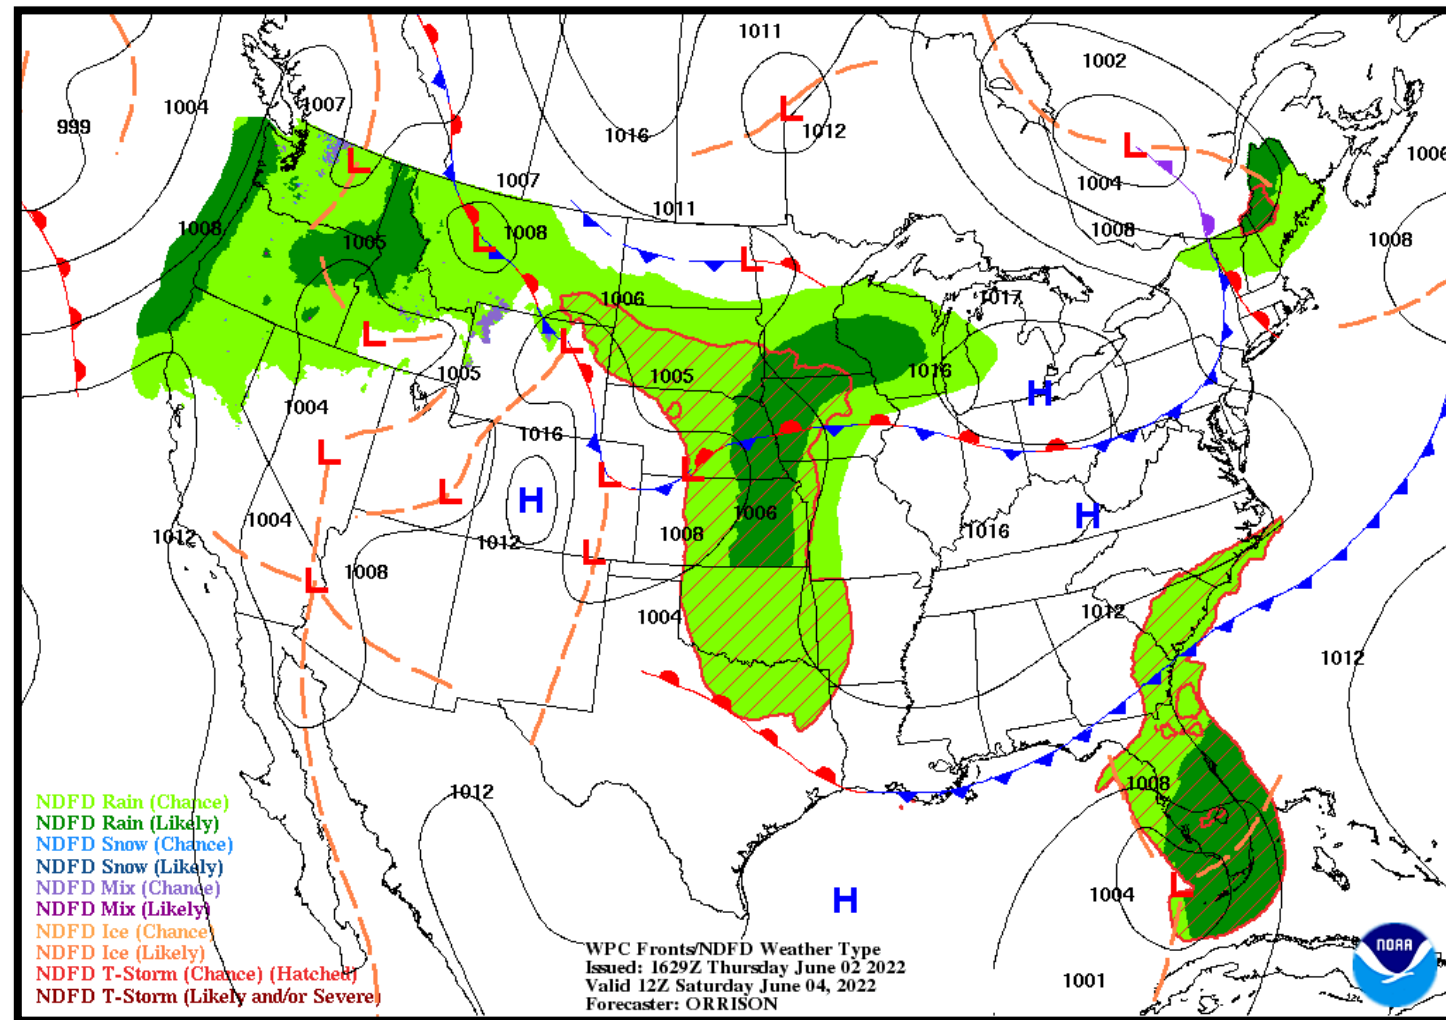 1011
1002
1004
1007
999
1016
1012
1006
1004
1007
1011
1008
1008
1008
1008
1005
1006
1017
1005
1005
1016
1004
1016
1004
1012
1006
1008
1016
1012
1008
1004
1012
1012
1012
1008
1004
1001
L
L
L
L
L
L
L
L
L
L
L
L
L
L
H
H
H
H
NDFD Rain (Chance)
NDFD Rain (Likely)
NDFD Snow (Chance)
NDFD Snow (Likely)
NDFD Mix (Chance)
NDFD Mix (Likely)
NDFD Ice (Chance)
NDFD Ice (Likely)
NDFD T-Storm (Chance) (Hatched)
NDFD T-Storm (Likely and/or Severe)
WPC Fronts/NDFD Weather Type
Issued: 1629Z Thursday June 02 2022
Valid 12Z Saturday June 04, 2022
Forecaster: ORRISON
NOAA